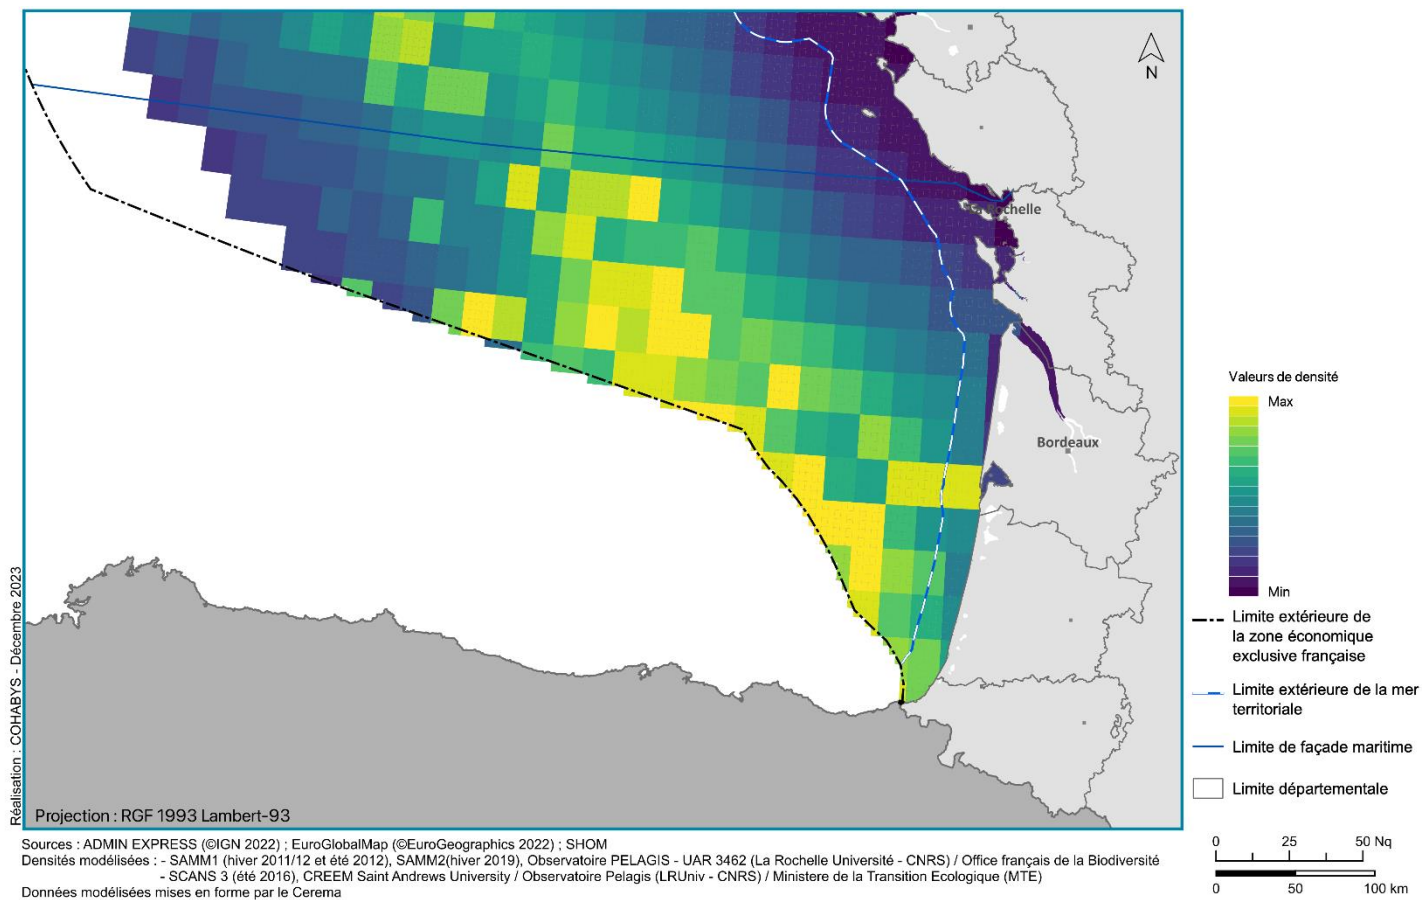 N
La Rochelle
Bordeaux
Valeurs de densité
Max
Min
Limite extérieure de
la zone économique
exclusive française
Limite extérieure de la mer
territoriale
Limite de façade maritime
Limite départementale
0 25 50 Nq
0 50 100 km
Réalisation : COHABYS - Décembre 2023
Projection : RGF 1993 Lambert-93
Sources : ADMIN EXPRESS (©IGN 2022) ; EuroGlobalMap (©EuroGeographics 2022) ; SHOM
Densités modélisées : - SAMM1 (hiver 2011/12 et été 2012), SAMM2(hiver 2019), Observatoire PELAGIS - UAR 3462 (La Rochelle Université - CNRS) / Office français de la Biodiversité
- SCANS 3 (été 2016), CREEM Saint Andrews University / Observatoire Pelagis (LRUniv - CNRS) / Ministere de la Transition Ecologique (MTE)
Données modélisées mises en forme par le Cerema